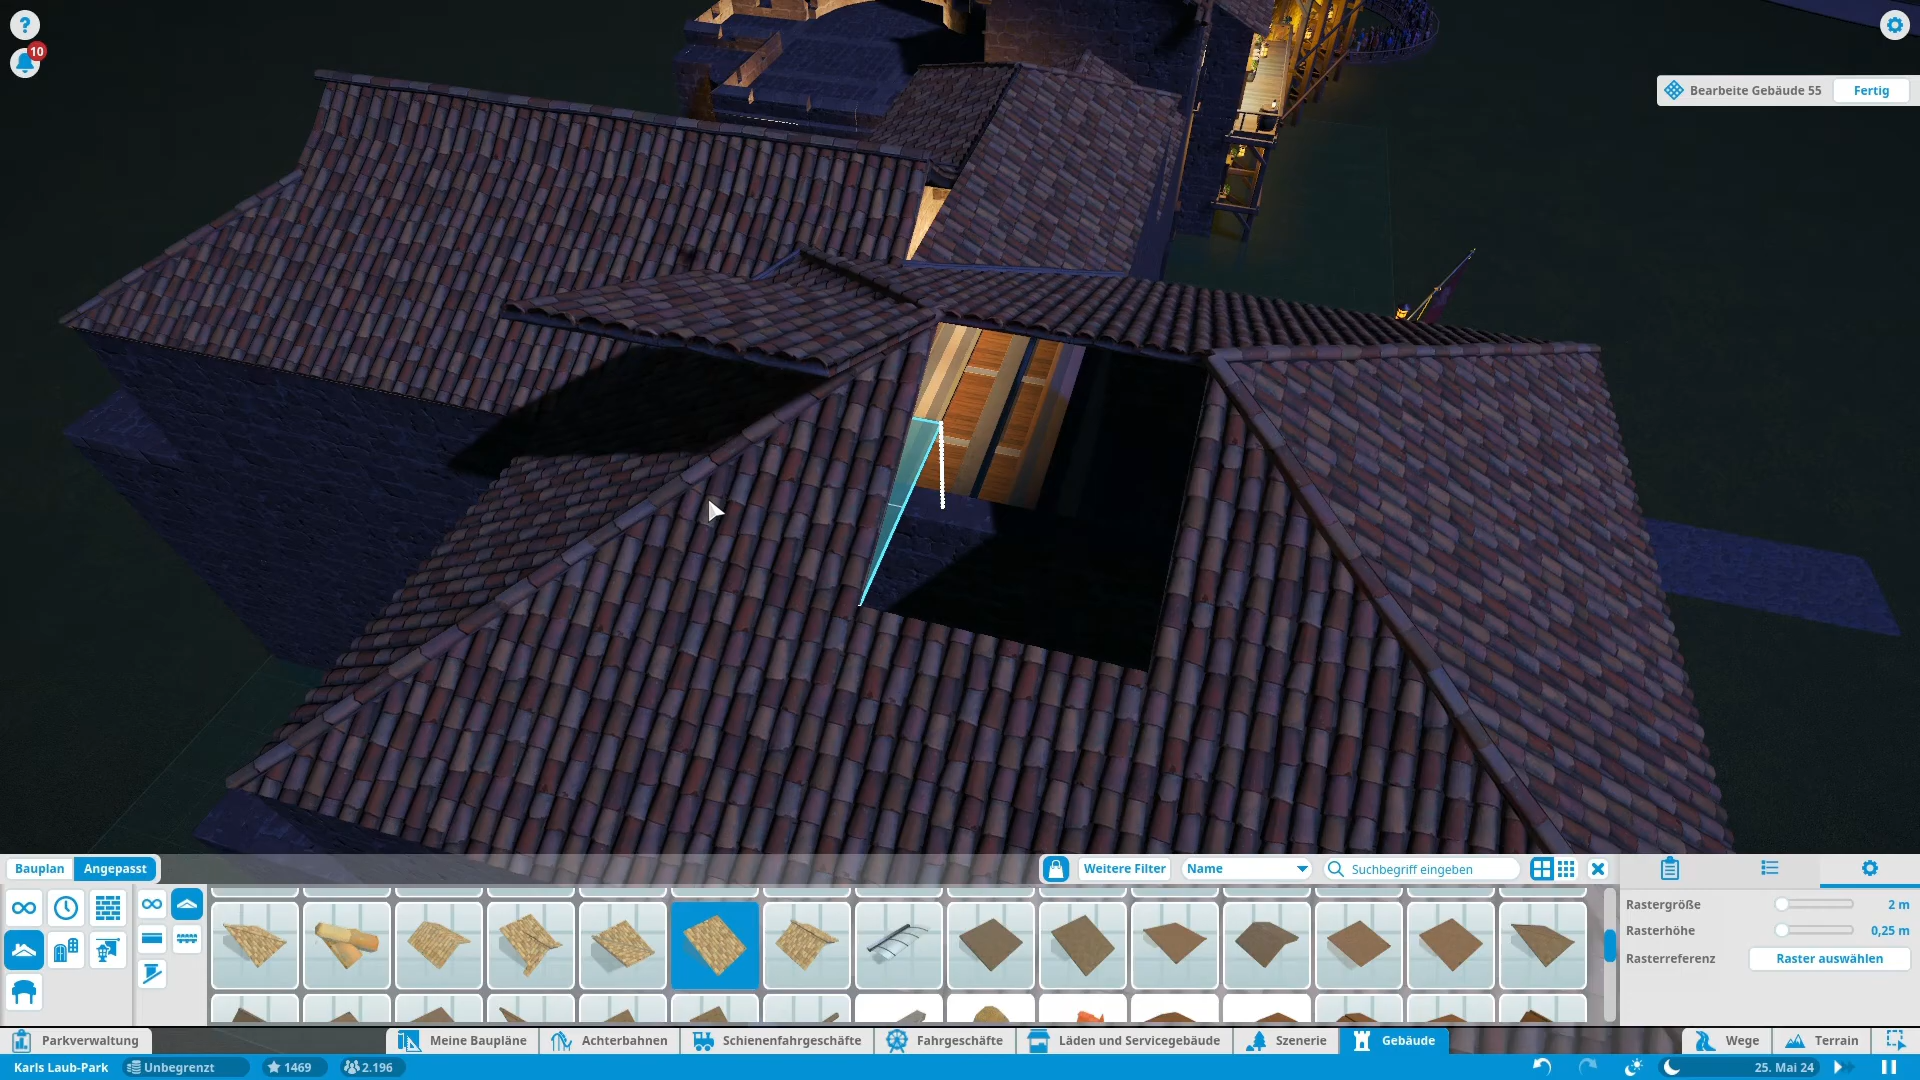 ?
10
Bearbeite Gebäude 55
Fertig
Bauplan
Angepasst
Weitere Filter
Name
Suchbegriff eingeben
Rastergröße
2 m
Rasterhöhe
0,25 m
Rasterreferenz
Raster auswählen
Parkverwaltung
Meine Baupläne
Achterbahnen
Schienenfahrgeschäfte
Fahrgeschäfte
Läden und Servicegebäude
Szenerie
Gebäude
Wege
Terrain
Karls Laub-Park
Unbegrenzt
1469
2.196
25. Mai 24